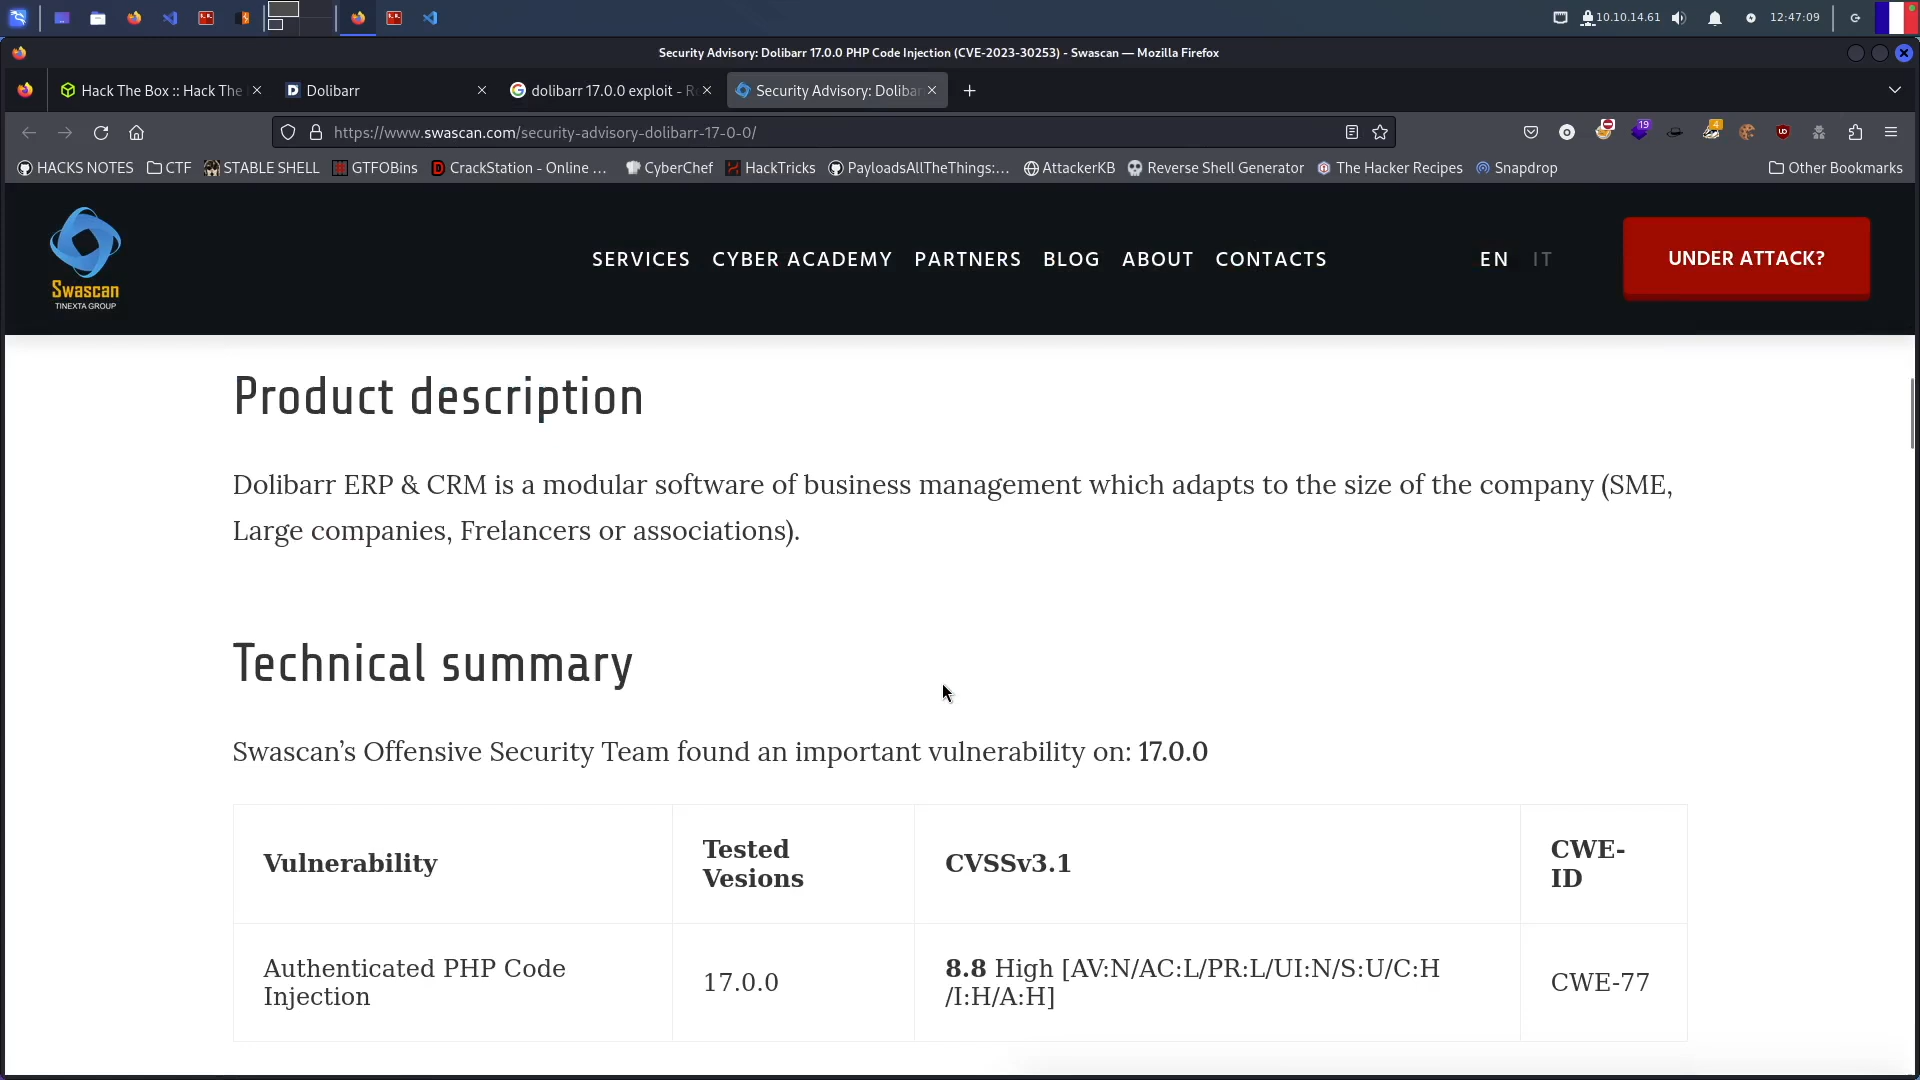 10.10.14.61
12:47:09
Security Advisory: Dolibarr 17.0.0 PHP Code Injection (CVE-2023-30253) - Swascan — Mozilla Firefox
Hack The Box :: Hack The
Dolibarr
dolibarr 17.0.0 exploit - R
Security Advisory: Doliba
https://www.swascan.com/security-advisory-dolibarr-17-0-0/
19
4
HACKS NOTES
CTF
STABLE SHELL
GTFOBins
CrackStation - Online ...
CyberChef
HackTricks
PayloadsAllTheThings:...
AttackerKB
Reverse Shell Generator
The Hacker Recipes
Snapdrop
Other Bookmarks
Swascan
TINEXTA GROUP
SERVICES
CYBER ACADEMY
PARTNERS
BLOG
ABOUT
CONTACTS
EN
IT
UNDER ATTACK?
Product description
Dolibarr ERP & CRM is a modular software of business management which adapts to the size of the company (SME,
Large companies, Frelancers or associations).
Technical summary
Swascan’s Offensive Security Team found an important vulnerability on: 17.0.0
Vulnerability
Tested
Vesions
CVSSv3.1
CWE-
ID
Authenticated PHP Code
Injection
17.0.0
8.8 High [AV:N/AC:L/PR:L/UI:N/S:U/C:H
/I:H/A:H]
CWE-77